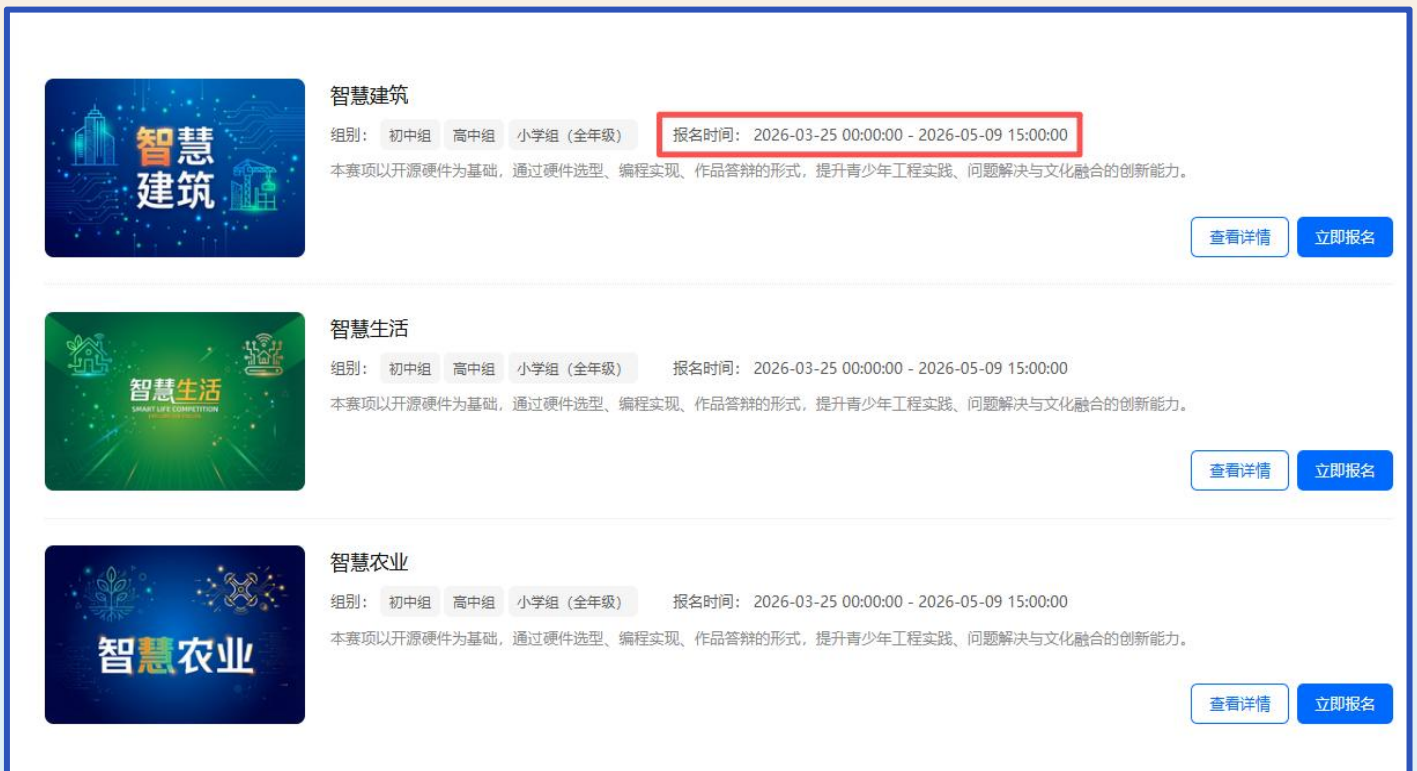 智慧
建筑
智慧建筑
组别： 初中组 高中组 小学组（全年级） 报名时间： 2026-03-25 00:00:00 - 2026-05-09 15:00:00
本赛项以开源硬件为基础，通过硬件选型、编程实现、作品答辩的形式，提升青少年工程实践、问题解决与文化融合的创新能力。
查看详情 立即报名
智慧生活
SMART LIFE COMPETITION
智慧生活
组别： 初中组 高中组 小学组（全年级） 报名时间： 2026-03-25 00:00:00 - 2026-05-09 15:00:00
本赛项以开源硬件为基础，通过硬件选型、编程实现、作品答辩的形式，提升青少年工程实践、问题解决与文化融合的创新能力。
查看详情 立即报名
智慧农业
智慧农业
组别： 初中组 高中组 小学组（全年级） 报名时间： 2026-03-25 00:00:00 - 2026-05-09 15:00:00
本赛项以开源硬件为基础，通过硬件选型、编程实现、作品答辩的形式，提升青少年工程实践、问题解决与文化融合的创新能力。
查看详情 立即报名